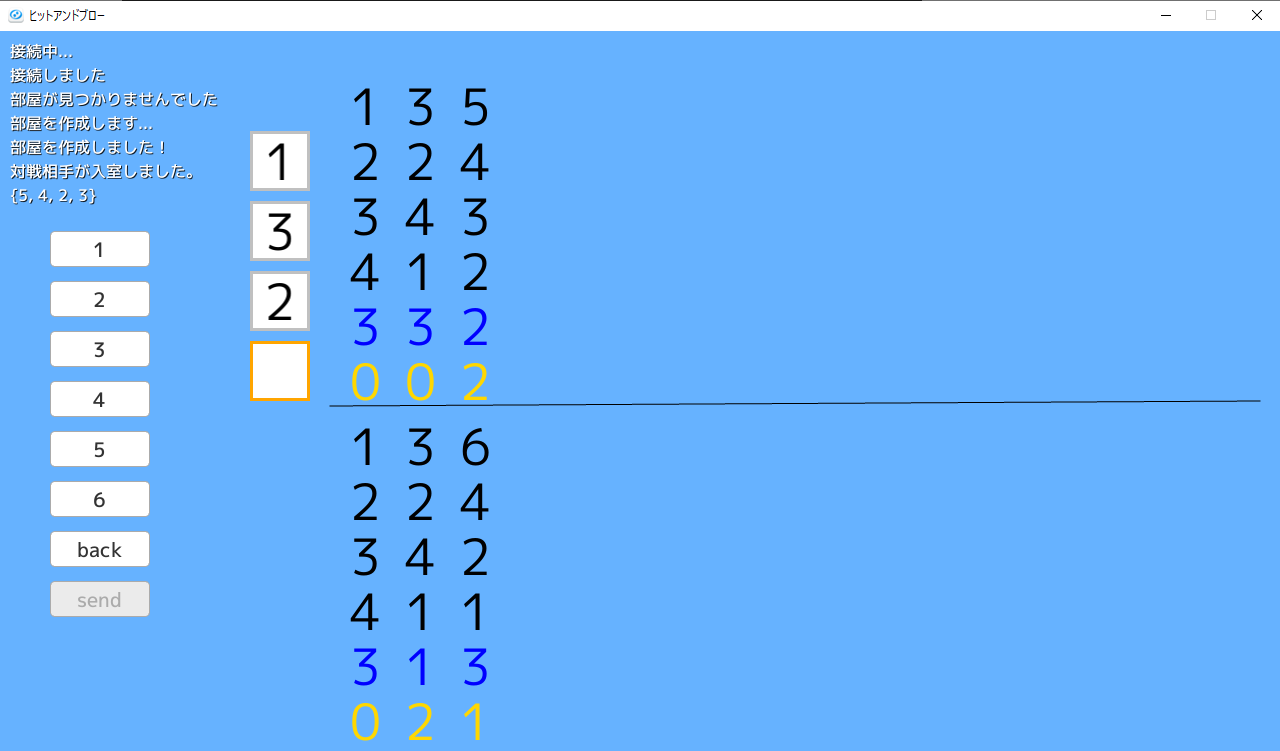 ヒットアンドブロー
接続中...
接続しました
部屋が見つかりませんでした
部屋を作成します...
部屋を作成しました！
対戦相手が入室しました。
{5, 4, 2, 3}
1
2
3
4
5
6
back
send
1
3
2
1 3 5
2 2 4
3 4 3
4 1 2
3 3 2
0 0 2
1 3 6
2 2 4
3 4 2
4 1 1
3 1 3
0 2 1